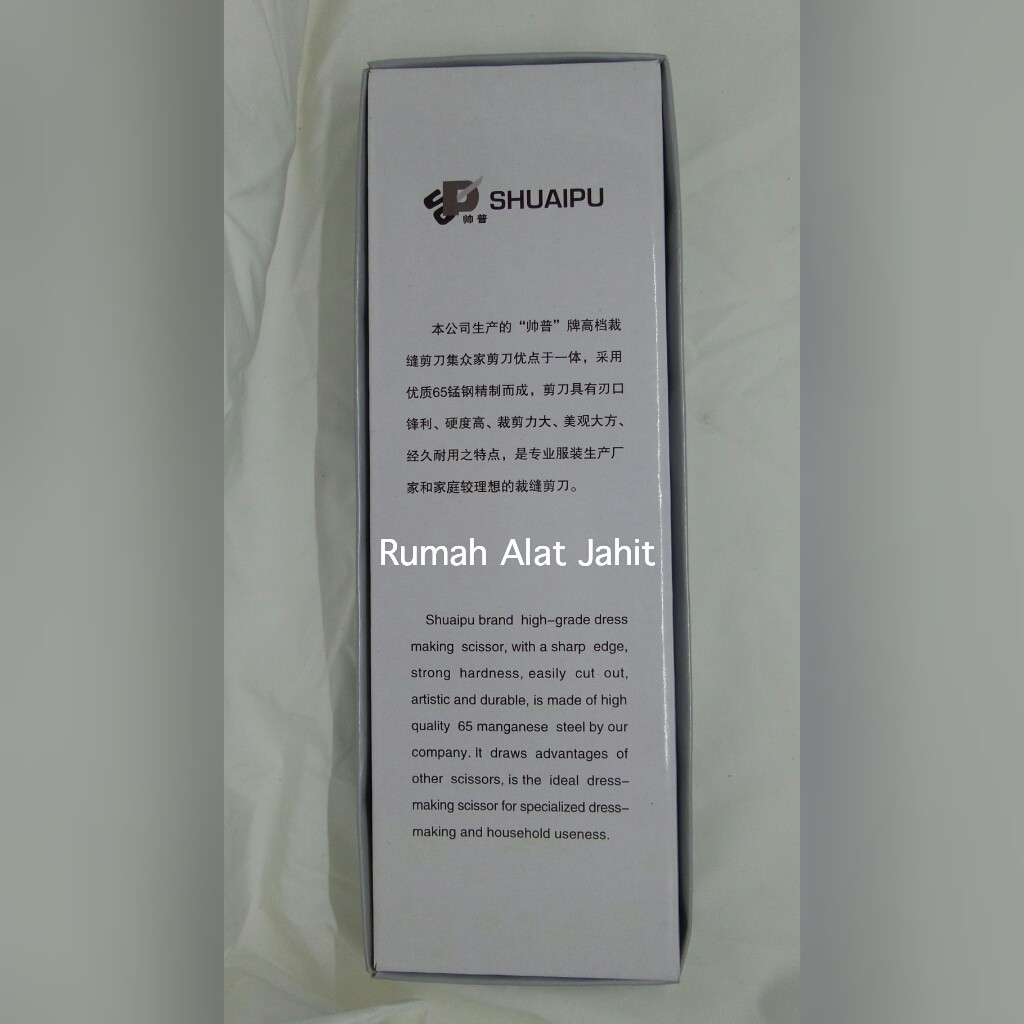 SHUAIPU
帅普
本公司生产的“帅普”牌高档裁
缝剪刀集众家剪刀优点于一体，采用
优质65锰钢精制而成，剪刀具有刃口
锋利、硬度高、裁剪力大、美观大方、
经久耐用之特点，是专业服装生产厂
家和家庭较理想的裁缝剪刀。
Rumah Alat Jahit
Shuaipu brand high-grade dress
making scissor, with a sharp edge,
strong hardness, easily cut out,
artistic and durable, is made of high
quality 65 manganese steel by our
company. It draws advantages of
other scissors, is the ideal dress-
making scissor for specialized dress-
making and household useness.